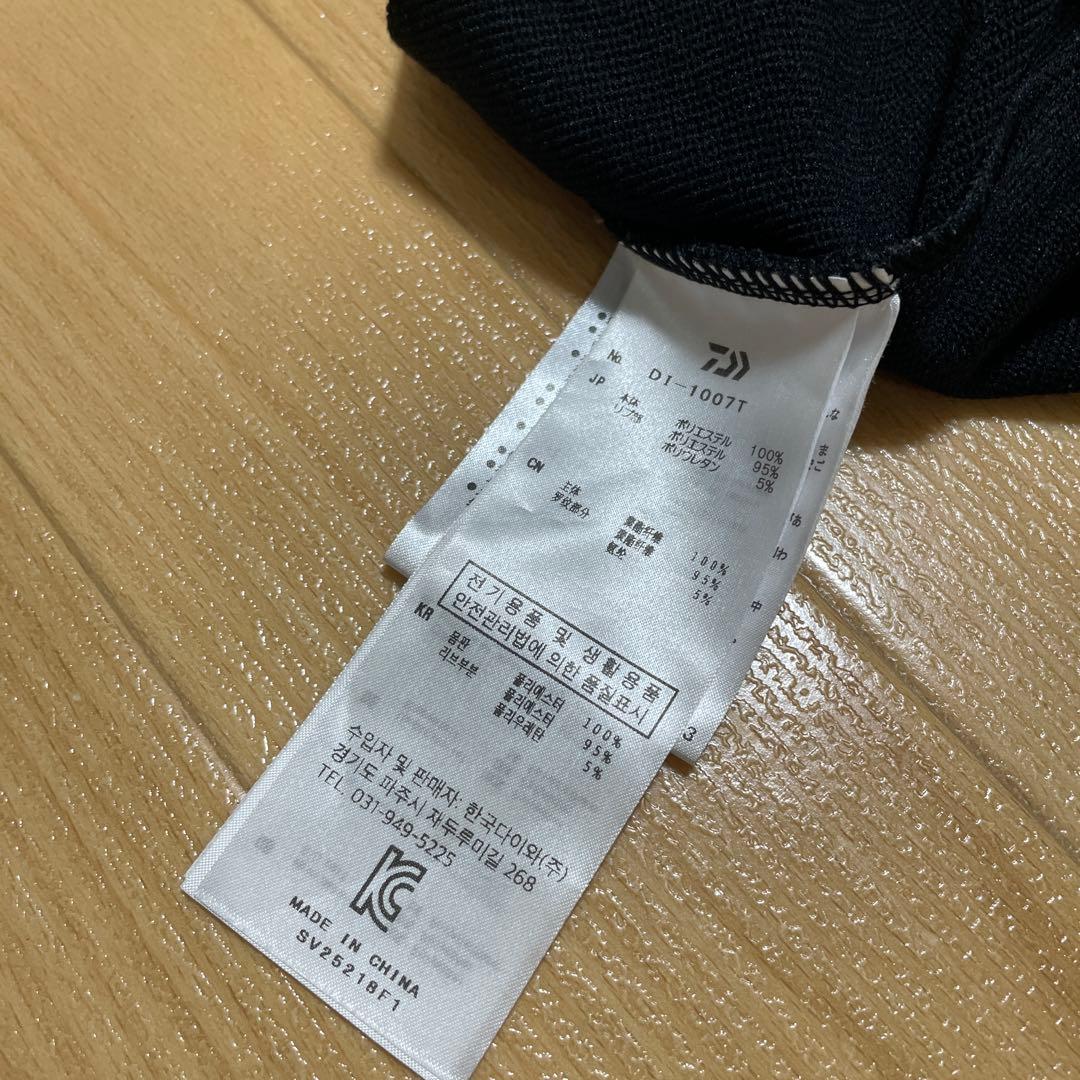 No. DI-1007T
JP
本体 ポリエステル 100%
リブ部 ポリエステル 95%
ポリウレタン 5%
CN
主体 聚酯纤维 100%
罗纹部分 聚酯纤维 95%
氨纶 5%
전기용품 및 생활용품
안전관리법에 의한 품질표시
KR
몸판 폴리에스터 100%
리브부분 폴리에스터 95%
폴리우레탄 5%
수입자 및 판매자: 한국다이와(주)
경기도 파주시 자두루미길 268
TEL. 031-949-5225
MADE IN CHINA
SV25218F1
な
わ
中
3